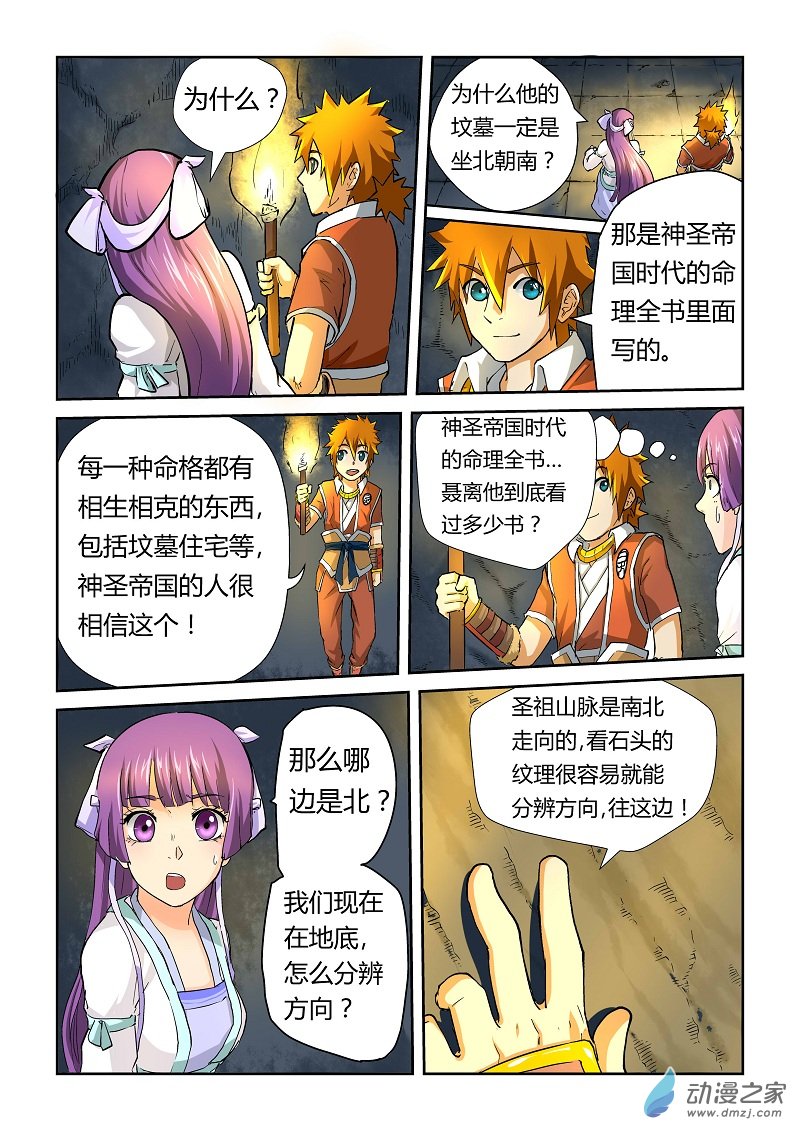 为什么？
为什么他的
坟墓一定是
坐北朝南？
那是神圣帝
国时代的命
理全书里面
写的。
每一种命格都有
相生相克的东西，
包括坟墓住宅等，
神圣帝国的人很
相信这个！
神圣帝国时代
的命理全书…
聂离他到底看
过多少书？
那么哪
边是北？
我们现在
在地底，
怎么分辨
方向？
圣祖山脉是南北
走向的，看石头的
纹理很容易就能
分辨方向，往这边！
动漫之家
www.dmzj.com